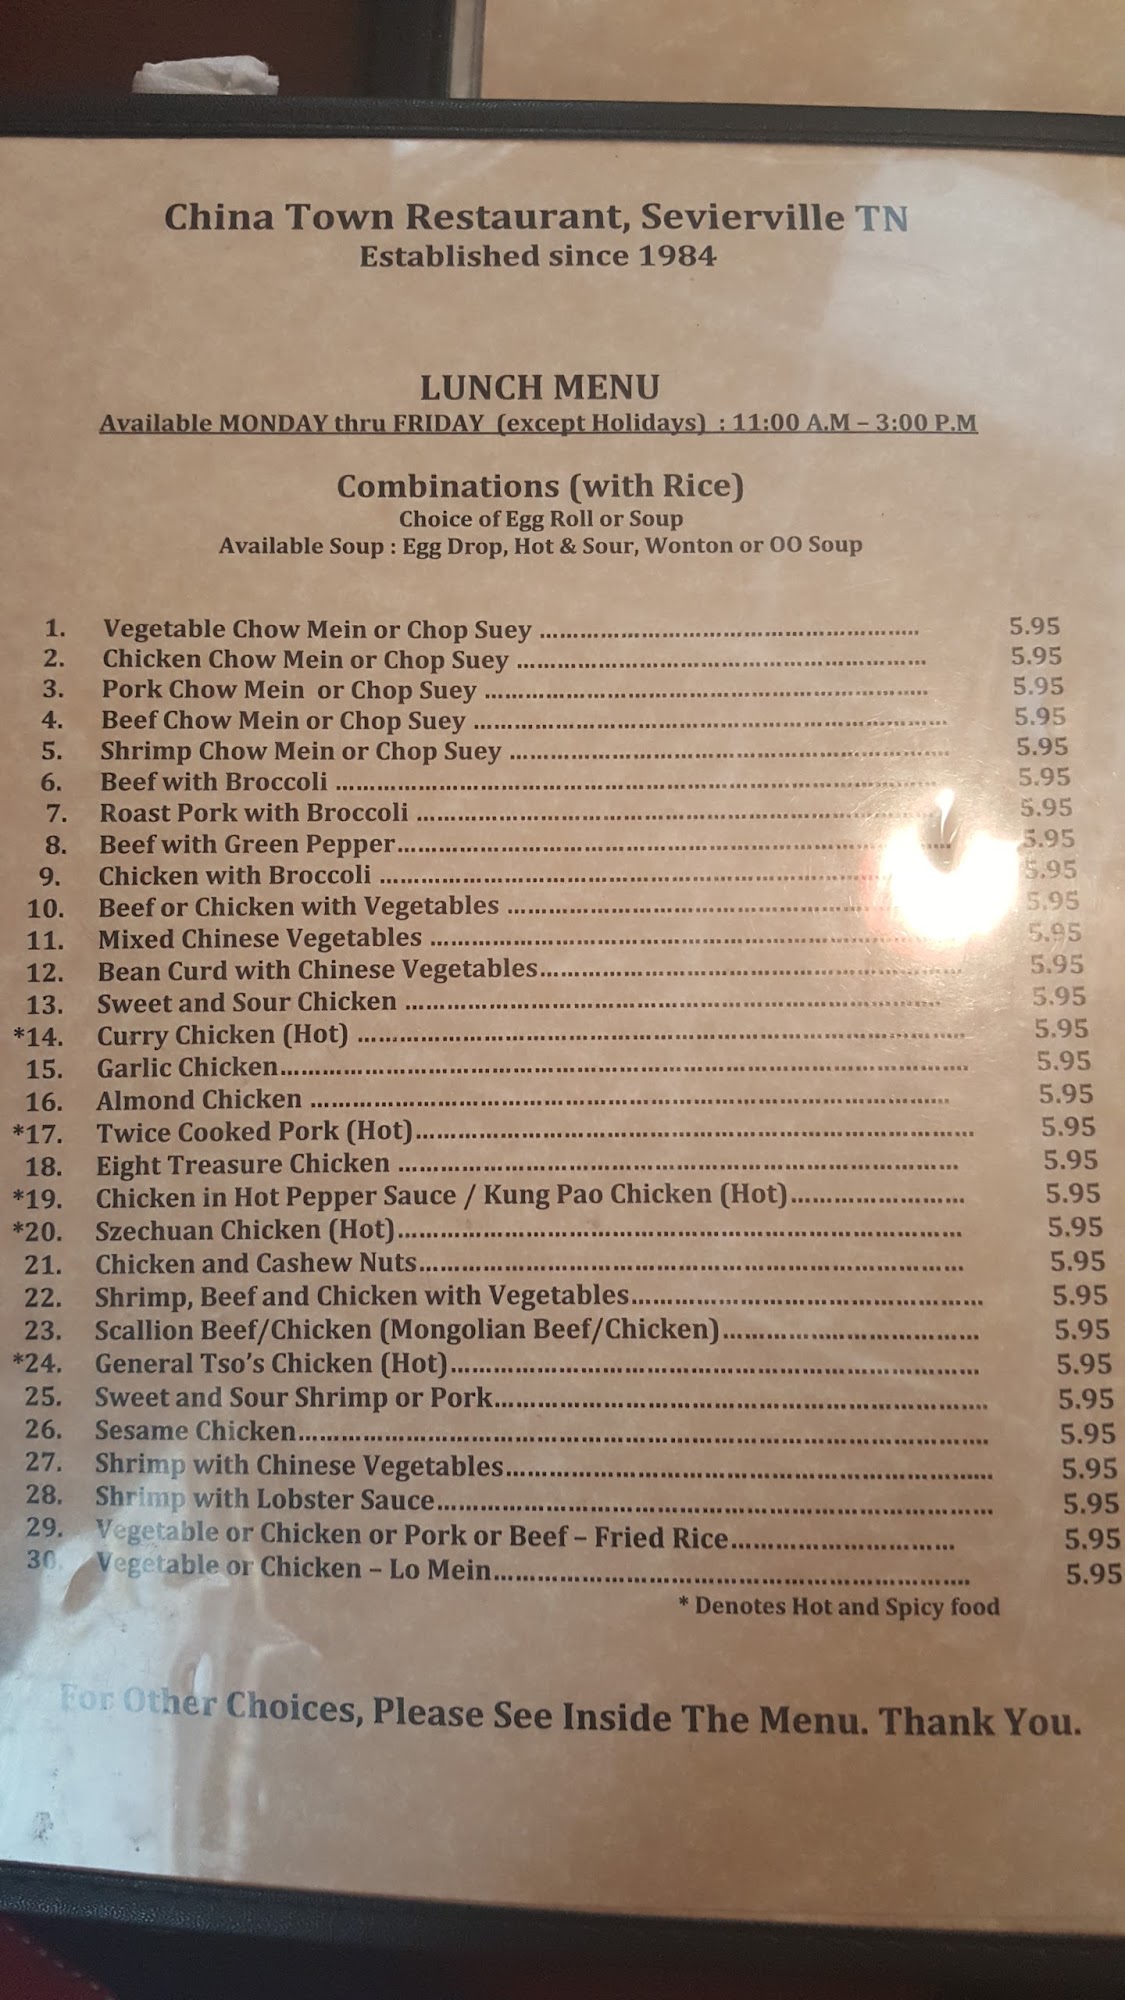 China Town Restaurant, Sevierville TN
Established since 1984
LUNCH MENU
Available MONDAY thru FRIDAY (except Holidays) : 11:00 A.M – 3:00 P.M
Combinations (with Rice)
Choice of Egg Roll or Soup
Available Soup : Egg Drop, Hot & Sour, Wonton or OO Soup
1. Vegetable Chow Mein or Chop Suey 5.95
2. Chicken Chow Mein or Chop Suey 5.95
3. Pork Chow Mein or Chop Suey 5.95
4. Beef Chow Mein or Chop Suey 5.95
5. Shrimp Chow Mein or Chop Suey 5.95
6. Beef with Broccoli 5.95
7. Roast Pork with Broccoli 5.95
8. Beef with Green Pepper 5.95
9. Chicken with Broccoli 5.95
10. Beef or Chicken with Vegetables 5.95
11. Mixed Chinese Vegetables 5.95
12. Bean Curd with Chinese Vegetables 5.95
13. Sweet and Sour Chicken 5.95
*14. Curry Chicken (Hot) 5.95
15. Garlic Chicken 5.95
16. Almond Chicken 5.95
*17. Twice Cooked Pork (Hot) 5.95
18. Eight Treasure Chicken 5.95
*19. Chicken in Hot Pepper Sauce / Kung Pao Chicken (Hot) 5.95
*20. Szechuan Chicken (Hot) 5.95
21. Chicken and Cashew Nuts 5.95
22. Shrimp, Beef and Chicken with Vegetables 5.95
23. Scallion Beef/Chicken (Mongolian Beef/Chicken) 5.95
*24. General Tso's Chicken (Hot) 5.95
25. Sweet and Sour Shrimp or Pork 5.95
26. Sesame Chicken 5.95
27. Shrimp with Chinese Vegetables 5.95
28. Shrimp with Lobster Sauce 5.95
29. Vegetable or Chicken or Pork or Beef – Fried Rice 5.95
30. Vegetable or Chicken – Lo Mein 5.95
* Denotes Hot and Spicy food
For Other Choices, Please See Inside The Menu. Thank You.